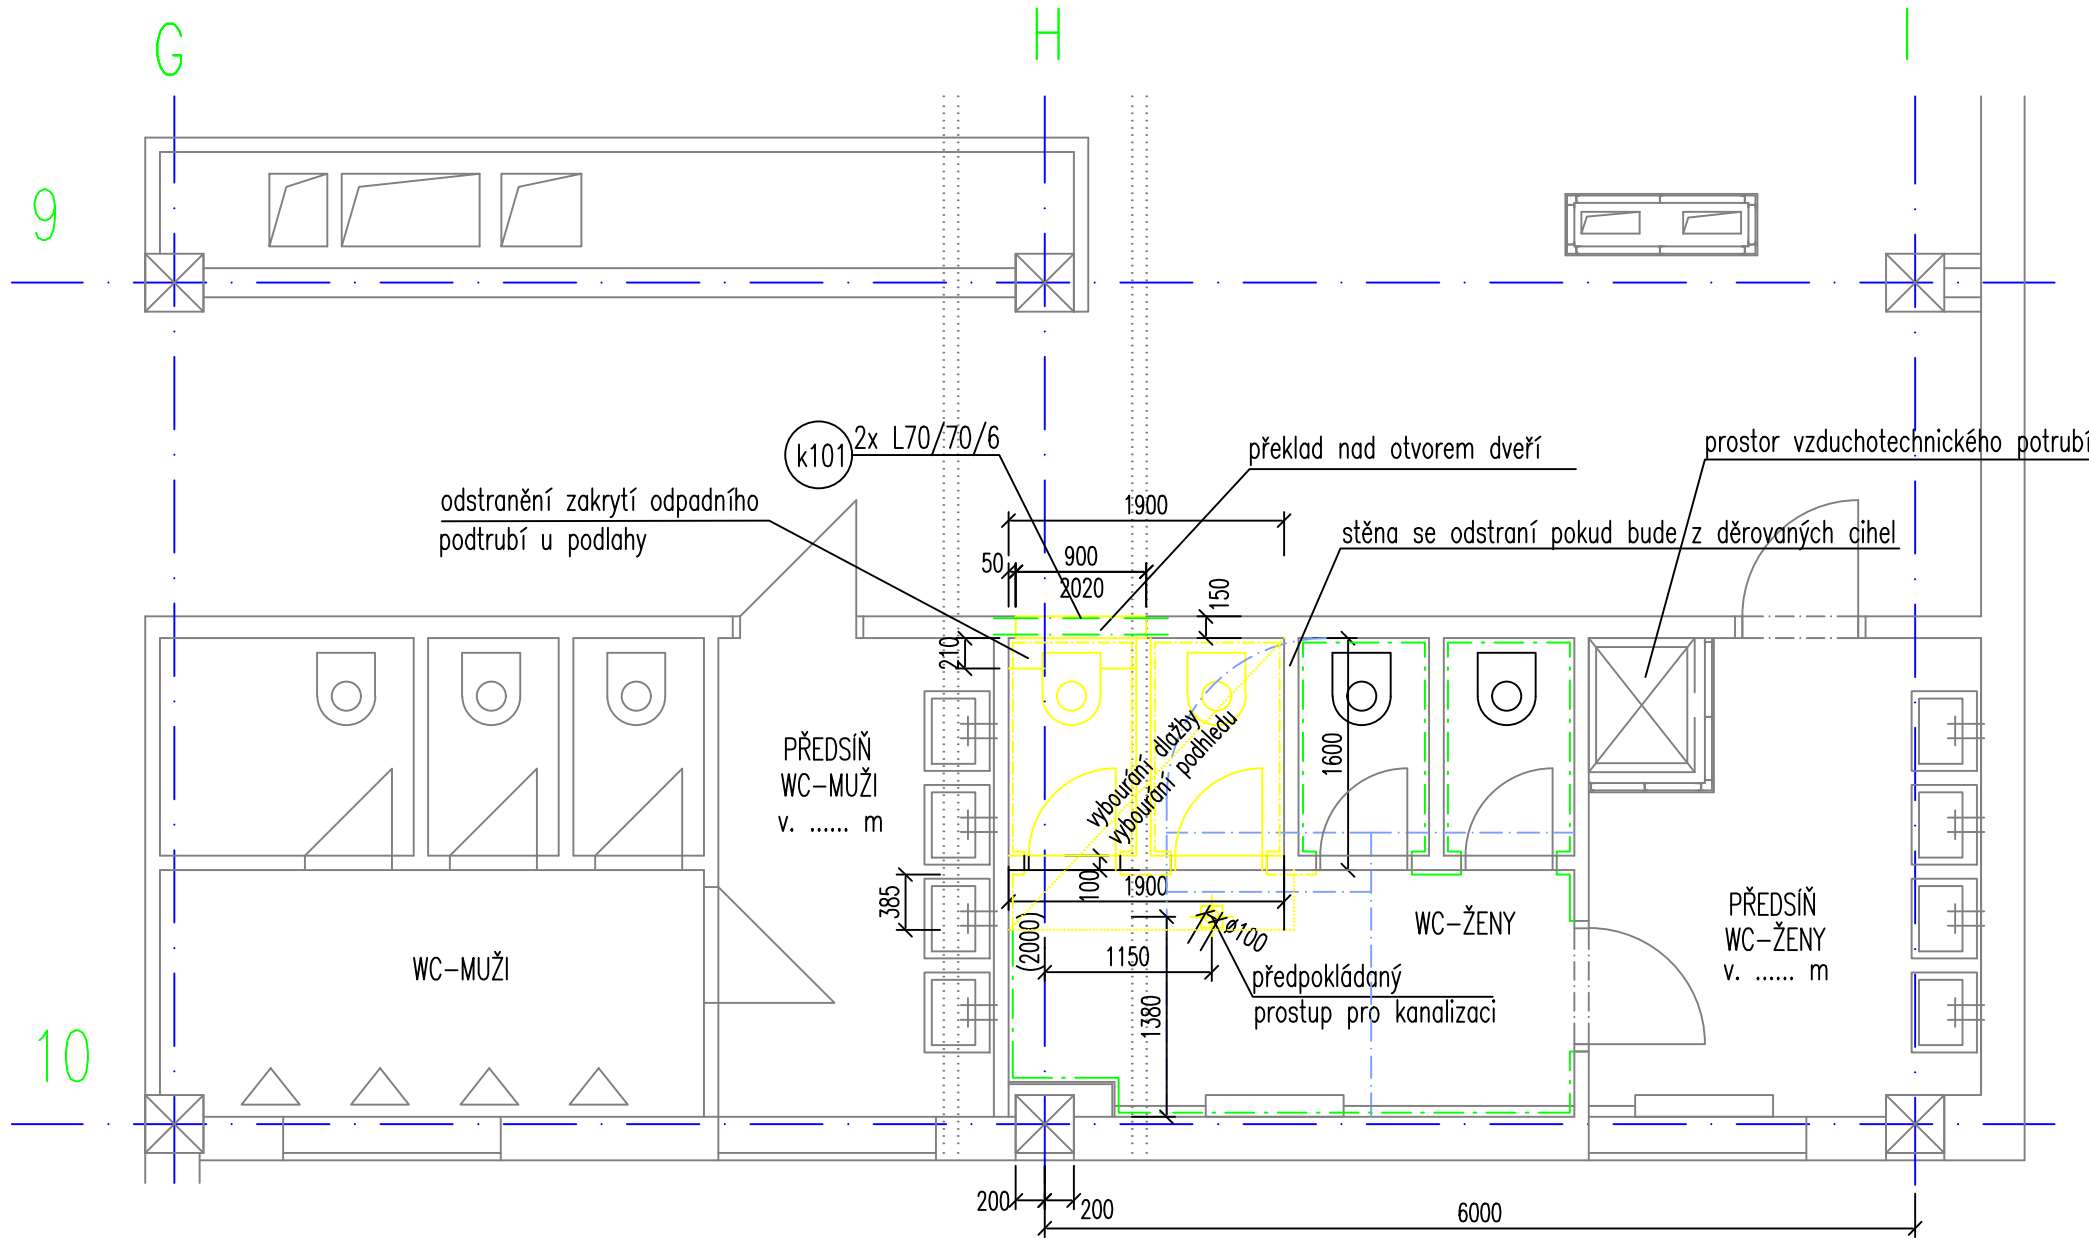 G
H
I
9
k101
2x L70/70/6
překlad nad otvorem dveří
prostor vzduchotechnického potrubí
odstranění zakrytí odpadního
podtrubí u podlahy
1900
stěna se odstraní pokud bude z děrovaných cihel
50
900
2020
150
210
PŘEDSÍŇ
WC-MUŽI
v. ...... m
vybourání dlažby
vybourání podhledu
1600
100
1900
385
(2000)
ø100
1150
1380
předpokládaný
prostup pro kanalizaci
WC-MUŽI
WC-ŽENY
PŘEDSÍŇ
WC-ŽENY
v. ...... m
10
200
200
6000